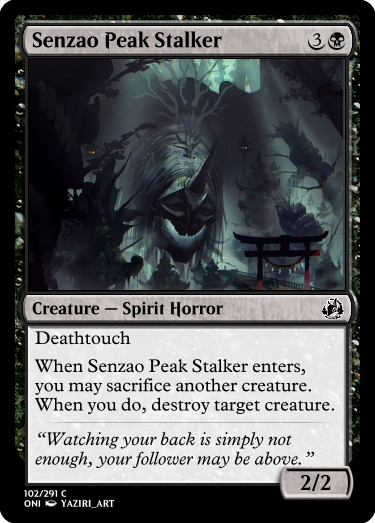 Senzao Peak Stalker 3
Creature — Spirit Horror
Deathtouch
When Senzao Peak Stalker enters,
you may sacrifice another creature.
When you do, destroy target creature.
“Watching your back is simply not
enough, your follower may be above.”
2/2
102/291 C
ONI YAZIRI_ART